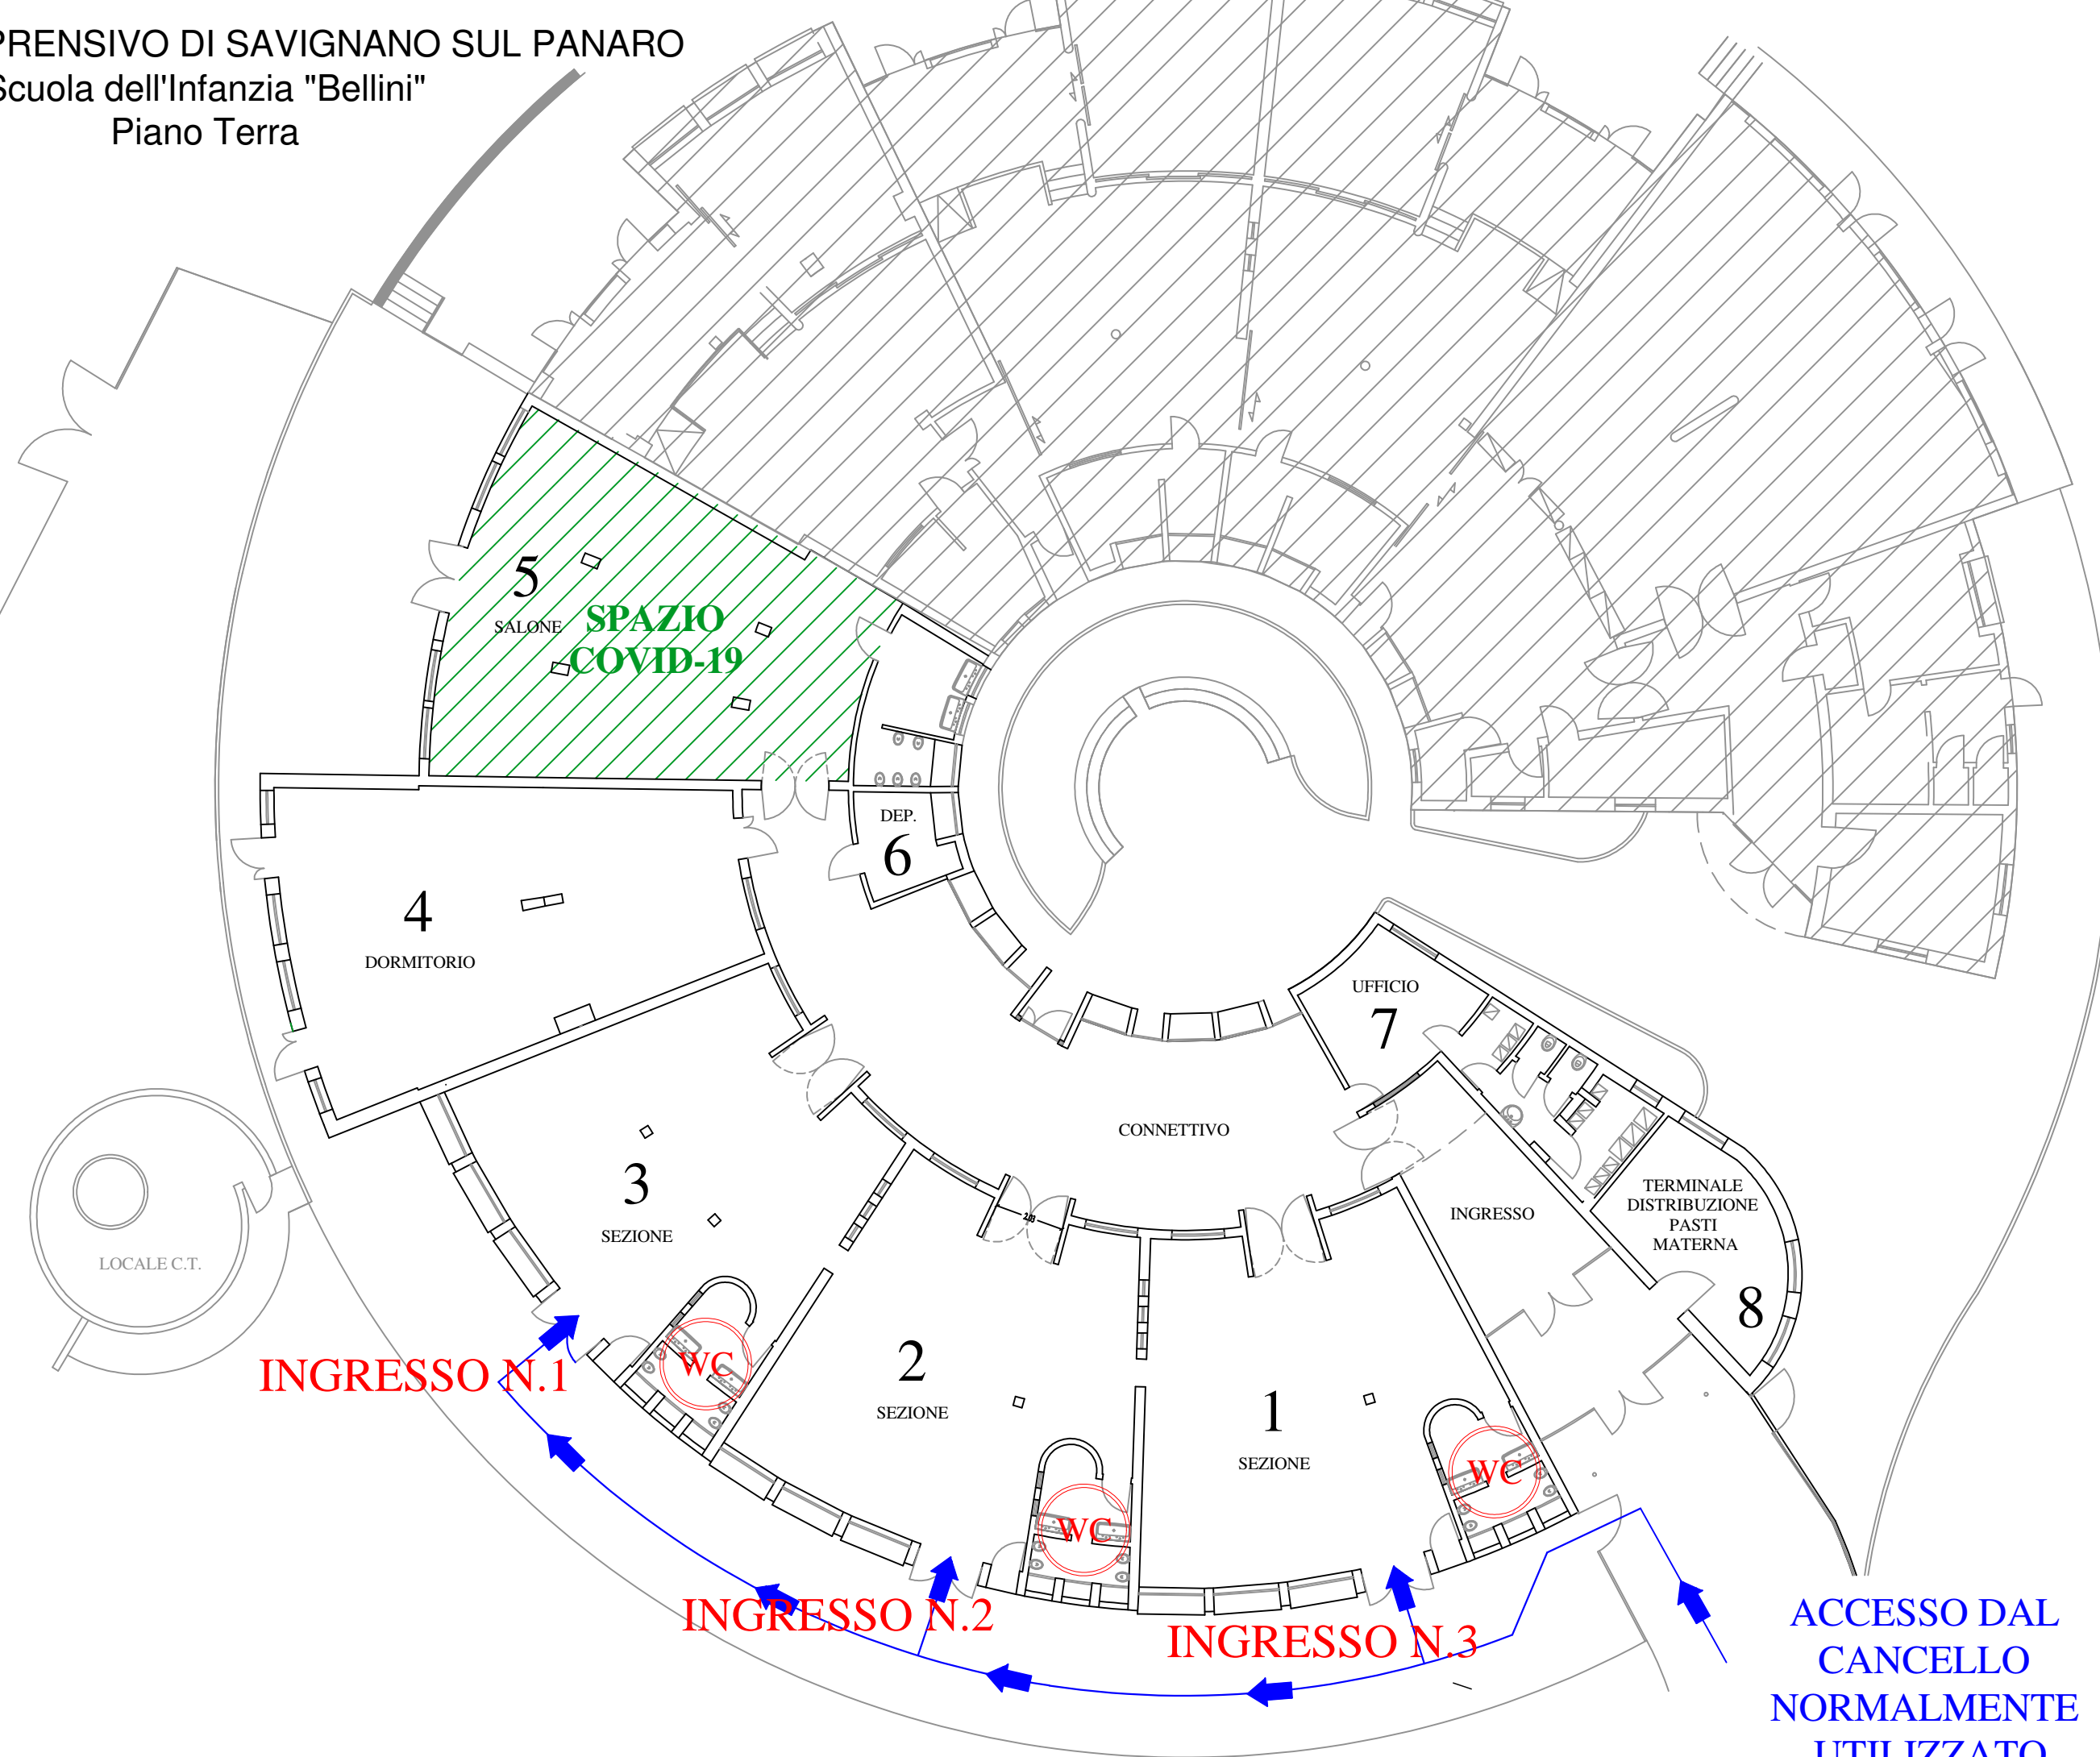 PRENSIVO DI SAVIGNANO SUL PANARO
Scuola dell'Infanzia "Bellini"
Piano Terra
5
SALONE
SPAZIO
COVID-19
DEP.
6
4
DORMITORIO
UFFICIO
7
CONNETTIVO
3
SEZIONE
INGRESSO
TERMINALE
DISTRIBUZIONE
PASTI
MATERNA
8
LOCALE C.T.
WC
INGRESSO N.1
2
SEZIONE
1
SEZIONE
WC
WC
INGRESSO N.2
INGRESSO N.3
ACCESSO DAL
CANCELLO
NORMALMENTE
UTILIZZATO